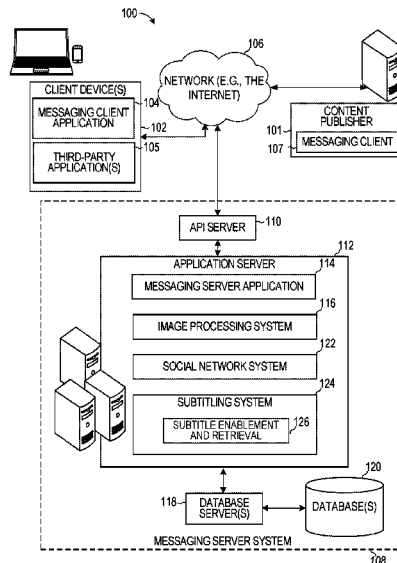 100
106
NETWORK (E.G., THE
INTERNET)
CLIENT DEVICE(S)
104
MESSAGING CLIENT
APPLICATION
102
105
THIRD-PARTY
APPLICATION(S)
CONTENT
PUBLISHER
101
107
MESSAGING CLIENT
API SERVER
110
112
APPLICATION SERVER
114
MESSAGING SERVER APPLICATION
116
IMAGE PROCESSING SYSTEM
122
SOCIAL NETWORK SYSTEM
124
SUBTITLING SYSTEM
SUBTITLE ENABLEMENT
AND RETRIEVAL
126
118
DATABASE
SERVER(S)
120
DATABASE(S)
MESSAGING SERVER SYSTEM
108